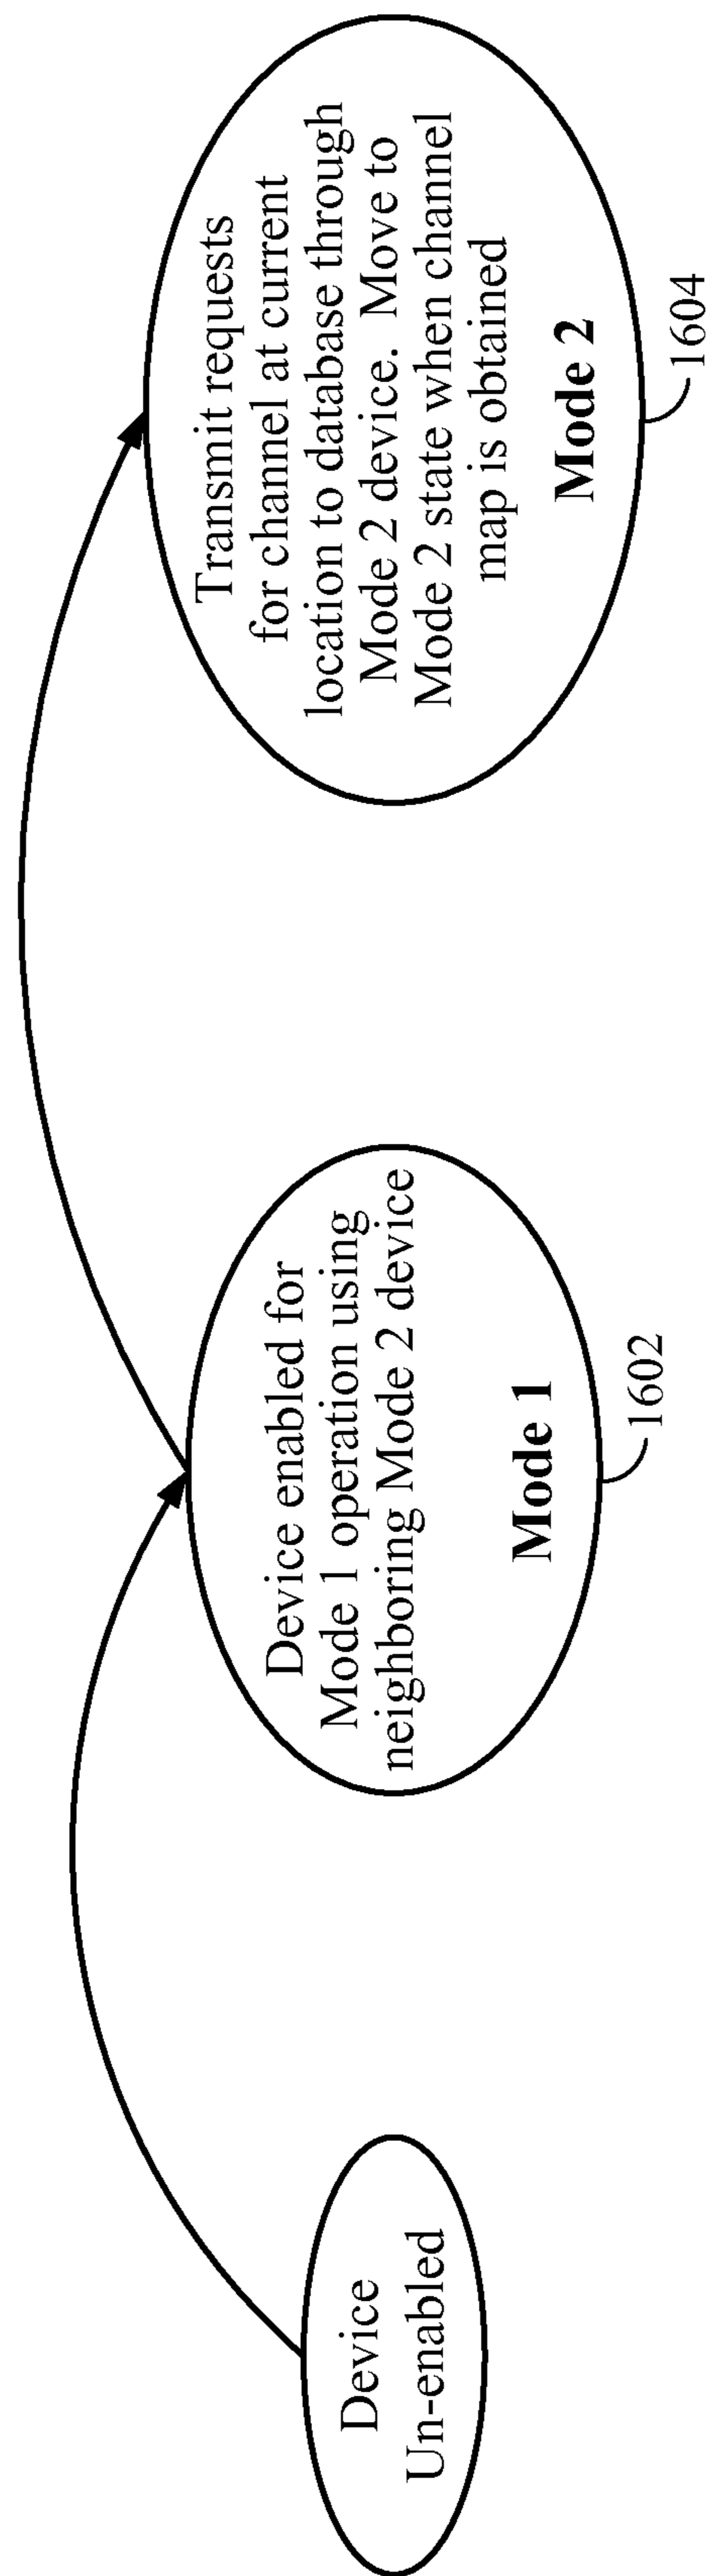 Device
Un-enabled
Device enabled for
Mode 1 operation using
neighboring Mode 2 device
Mode 1
1602
Transmit requests
for channel at current
location to database through
Mode 2 device. Move to
Mode 2 state when channel
map is obtained
Mode 2
1604